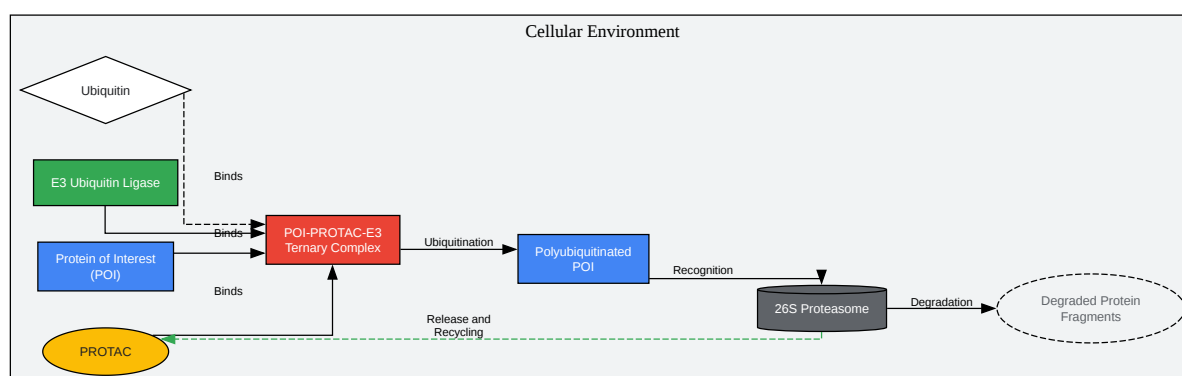 Cellular Environment
Ubiquitin
E3 Ubiquitin Ligase
Binds
Binds
Protein of Interest
(POI)
Binds
PROTAC
POI-PROTAC-E3
Ternary Complex
Ubiquitination
Polyubiquitinated
POI
Recognition
26S Proteasome
Degradation
Degraded Protein
Fragments
Release and
Recycling